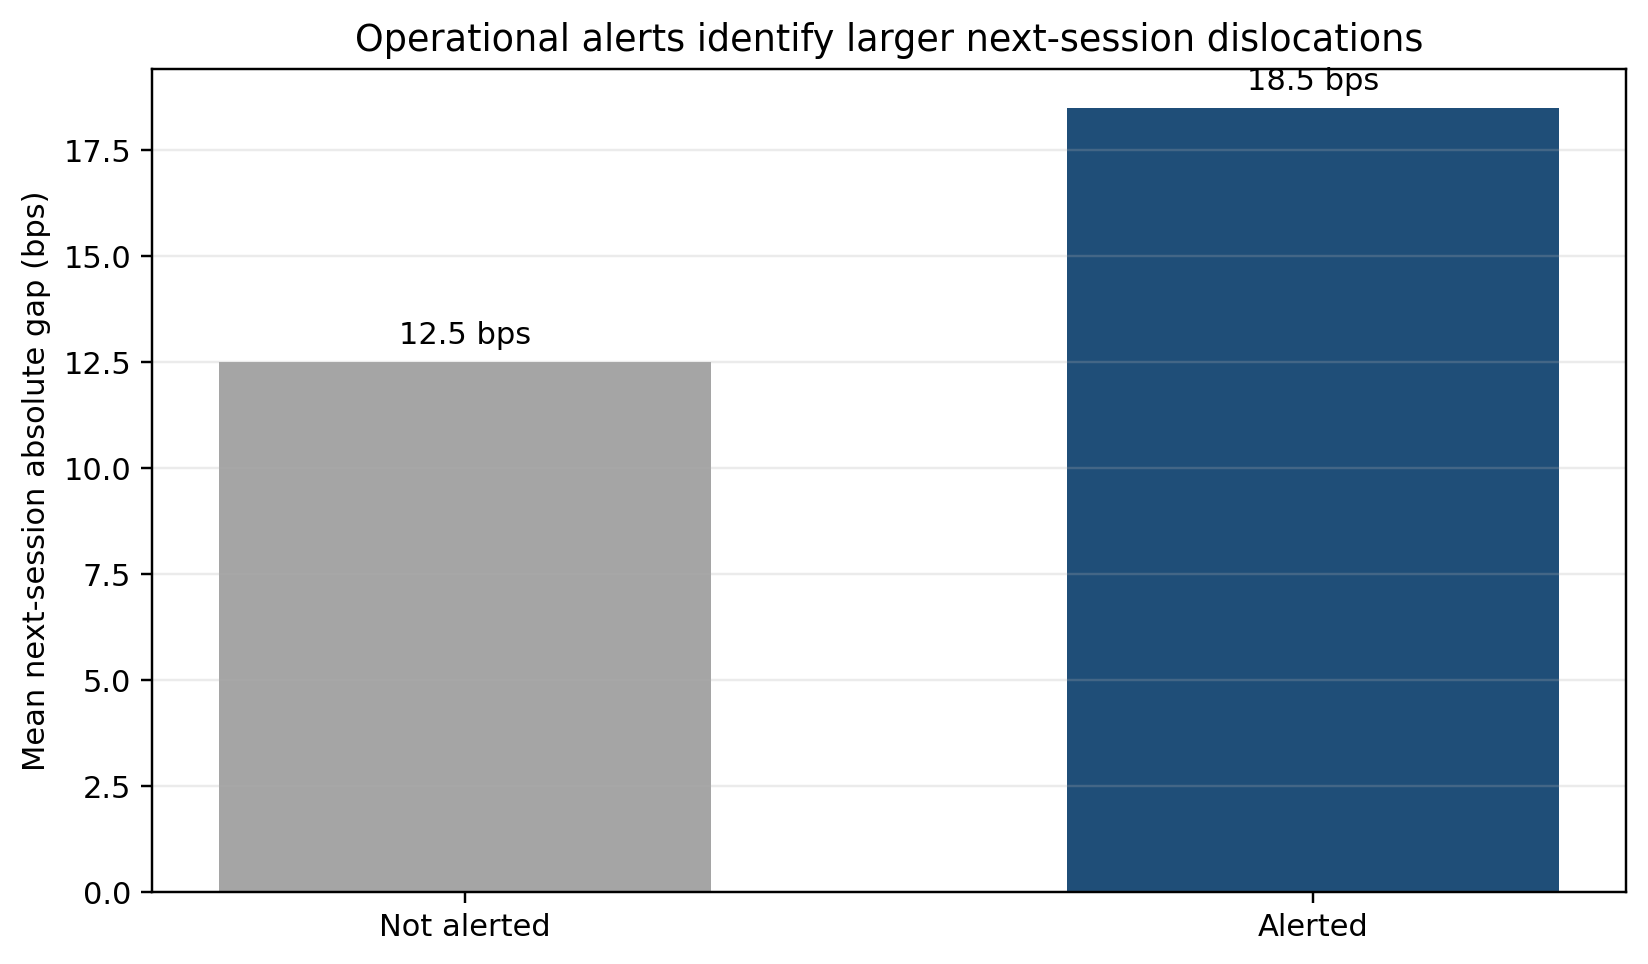 Operational alerts identify larger next-session dislocations
Mean next-session absolute gap (bps)
17.5
15.0
12.5
10.0
7.5
5.0
2.5
0.0
12.5 bps
18.5 bps
Not alerted
Alerted